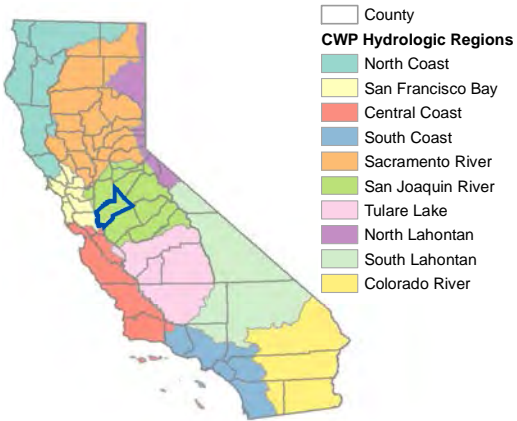 County
CWP Hydrologic Regions
North Coast
San Francisco Bay
Central Coast
South Coast
Sacramento River
San Joaquin River
Tulare Lake
North Lahontan
South Lahontan
Colorado River